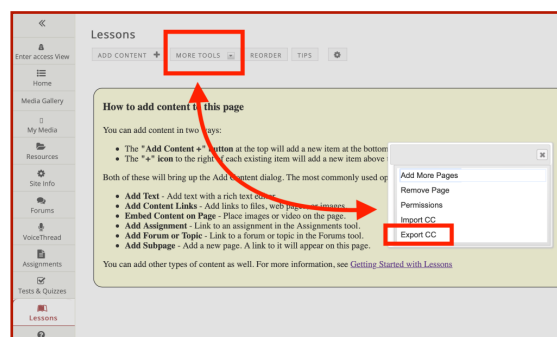 «
Enter access View
Home
Media Gallery
My Media
Resources
Site Info
Forums
VoiceThread
Assignments
Tests & Quizzes
Lessons
Lessons
ADD CONTENT + MORE TOOLS REORDER TIPS
How to add content to this page
You can add content in two ways:
The "Add Content +" button at the top will add a new item at the bottom
The "+" icon to the right of each existing item will add a new item above
Both of these will bring up the Add Content dialog. The most commonly used op
Add Text - Add text with a rich text editor.
Add Content Links - Add links to files, web pages, or images.
Embed Content on Page - Place images or video on the page.
Add Assignment - Link to an assignment in the Assignments tool.
Add Forum or Topic - Link to a forum or topic in the Forums tool.
Add Subpage - Add a new page. A link to it will appear on this page.
You can add other types of content as well. For more information, see Getting Started with Lessons
Add More Pages
Remove Page
Permissions
Import CC
Export CC